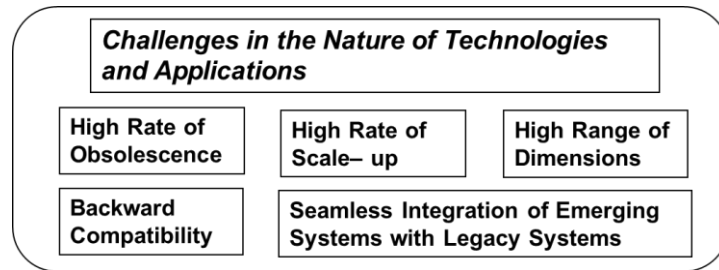 Challenges in the Nature of Technologies
and Applications
High Rate of
Obsolescence
High Rate of
Scale– up
High Range of
Dimensions
Backward
Compatibility
Seamless Integration of Emerging
Systems with Legacy Systems